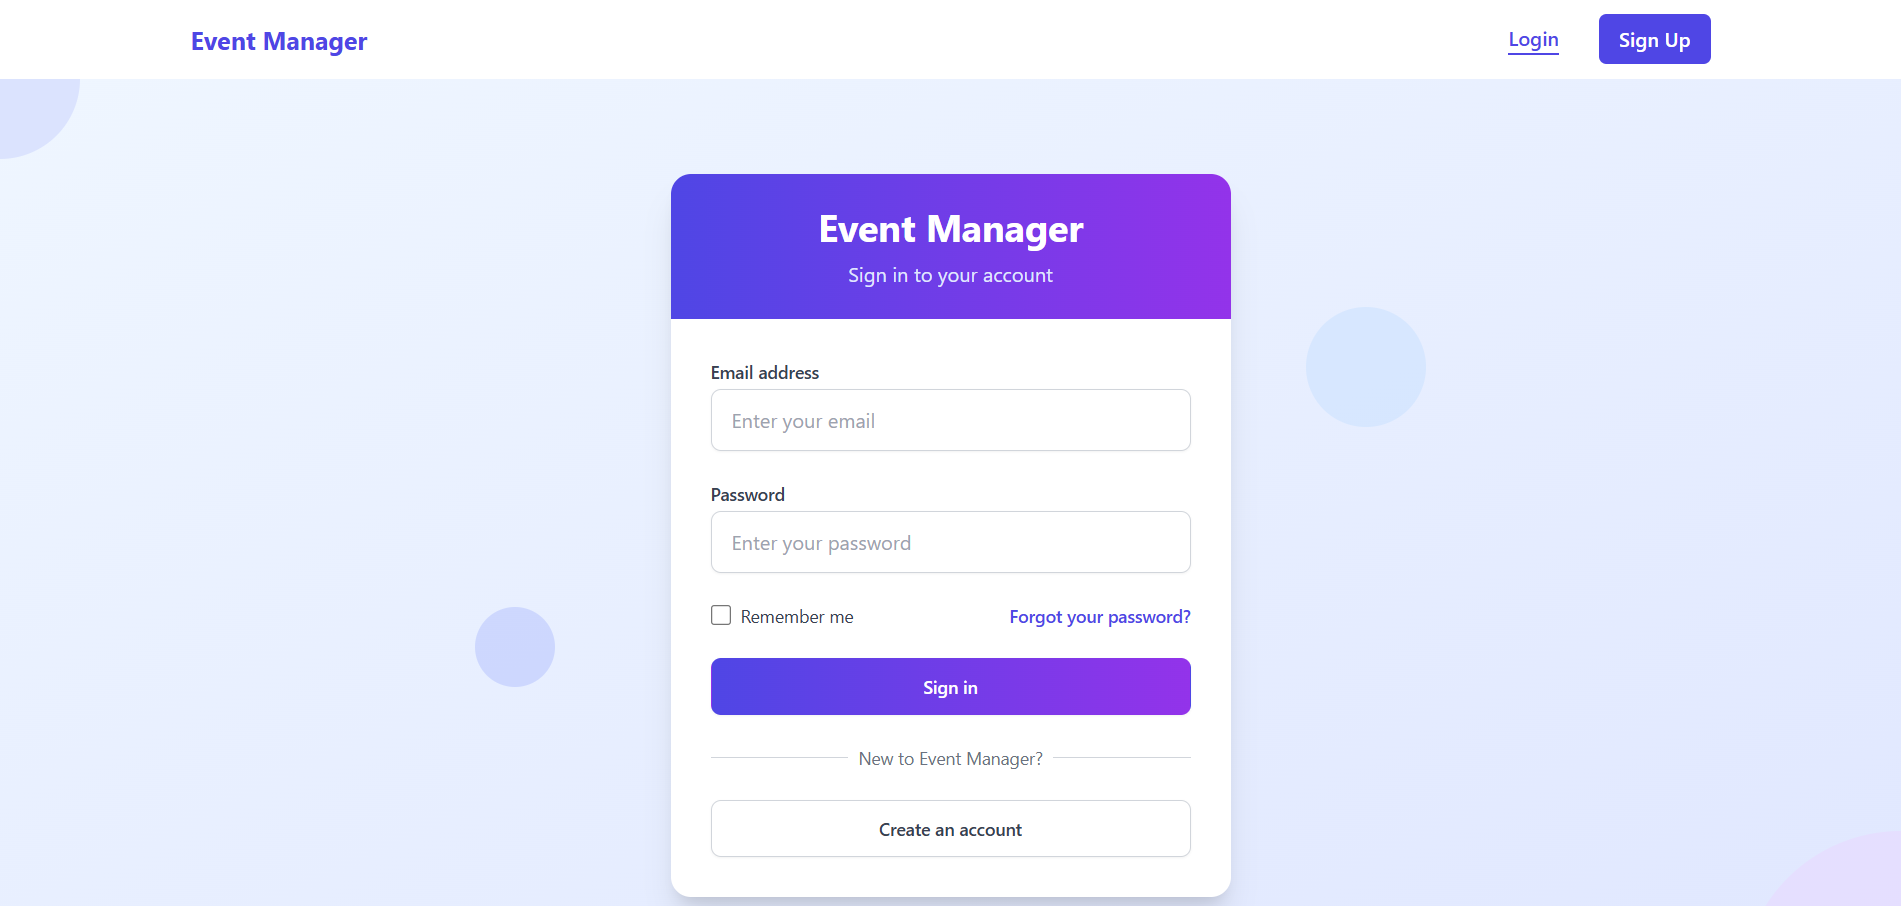 Event Manager
Login
Sign Up
Event Manager
Sign in to your account
Email address
Enter your email
Password
Enter your password
Remember me
Forgot your password?
Sign in
New to Event Manager?
Create an account